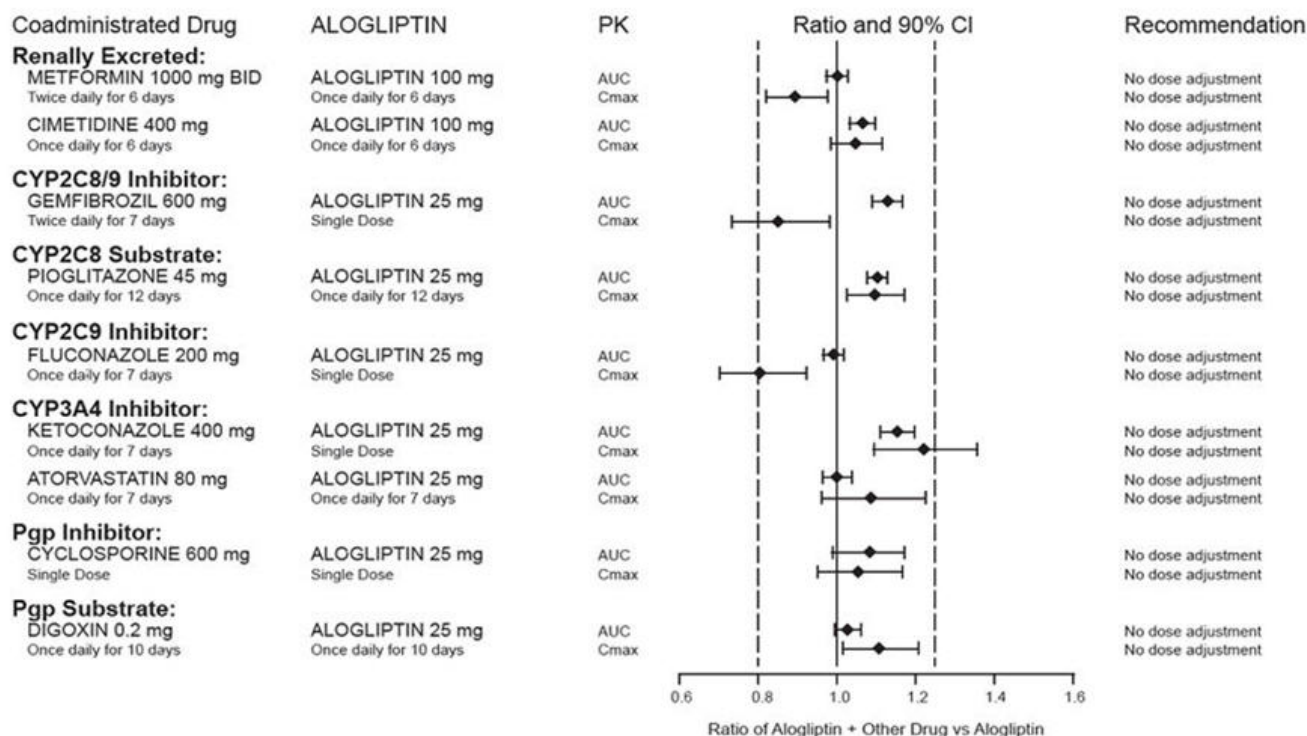 Coadministrated Drug ALOGLIPTIN PK Ratio and 90% CI Recommendation
Renally Excreted:
METFORMIN 1000 mg BID ALOGLIPTIN 100 mg AUC No dose adjustment
Twice daily for 6 days Once daily for 6 days Cmax No dose adjustment
CIMETIDINE 400 mg ALOGLIPTIN 100 mg AUC No dose adjustment
Once daily for 6 days Once daily for 6 days Cmax No dose adjustment
CYP2C8/9 Inhibitor:
GEMFIBROZIL 600 mg ALOGLIPTIN 25 mg AUC No dose adjustment
Twice daily for 7 days Single Dose Cmax No dose adjustment
CYP2C8 Substrate:
PIOGLITAZONE 45 mg ALOGLIPTIN 25 mg AUC No dose adjustment
Once daily for 12 days Once daily for 12 days Cmax No dose adjustment
CYP2C9 Inhibitor:
FLUCONAZOLE 200 mg ALOGLIPTIN 25 mg AUC No dose adjustment
Once daily for 7 days Single Dose Cmax No dose adjustment
CYP3A4 Inhibitor:
KETOCONAZOLE 400 mg ALOGLIPTIN 25 mg AUC No dose adjustment
Once daily for 7 days Single Dose Cmax No dose adjustment
ATORVASTATIN 80 mg ALOGLIPTIN 25 mg AUC No dose adjustment
Once daily for 7 days Once daily for 7 days Cmax No dose adjustment
Pgp Inhibitor:
CYCLOSPORINE 600 mg ALOGLIPTIN 25 mg AUC No dose adjustment
Single Dose Single Dose Cmax No dose adjustment
Pgp Substrate:
DIGOXIN 0.2 mg ALOGLIPTIN 25 mg AUC No dose adjustment
Once daily for 10 days Once daily for 10 days Cmax No dose adjustment
0.6 0.8 1.0 1.2 1.4 1.6
Ratio of Alogliptin + Other Drug vs Alogliptin